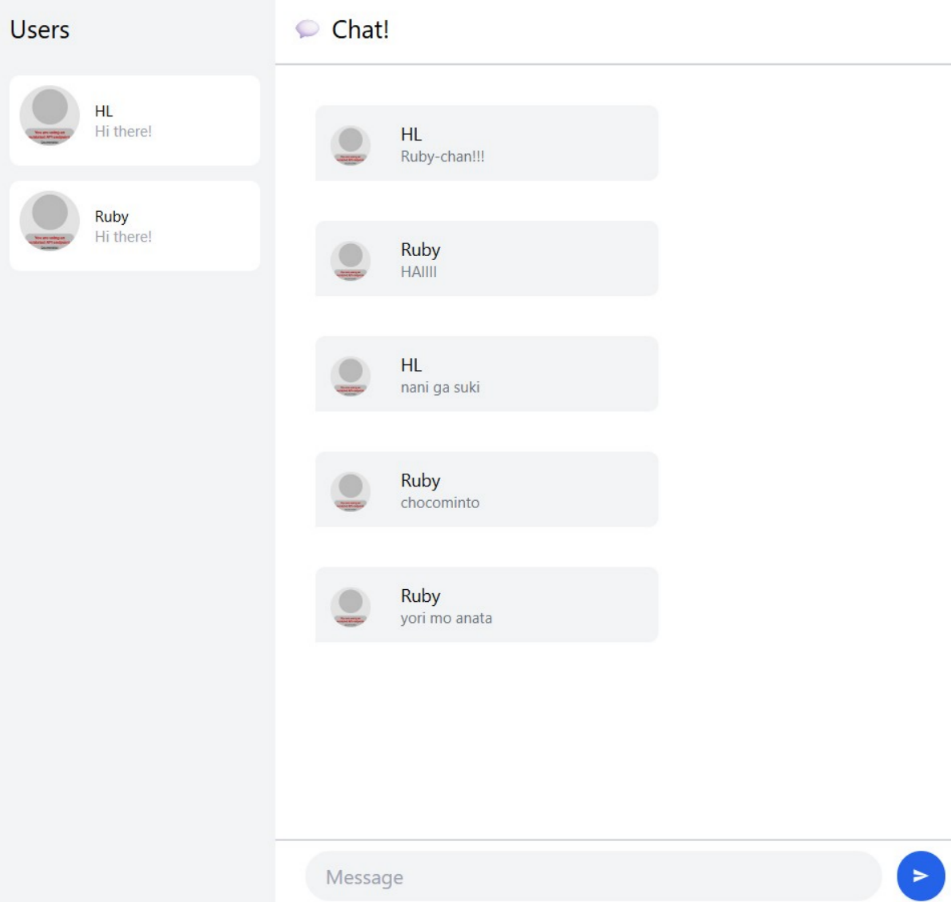 Users
HL
Hi there!
Ruby
Hi there!
Chat!
HL
Ruby-chan!!!
Ruby
HAIIII
HL
nani ga suki
Ruby
chocominto
Ruby
yori mo anata
Message